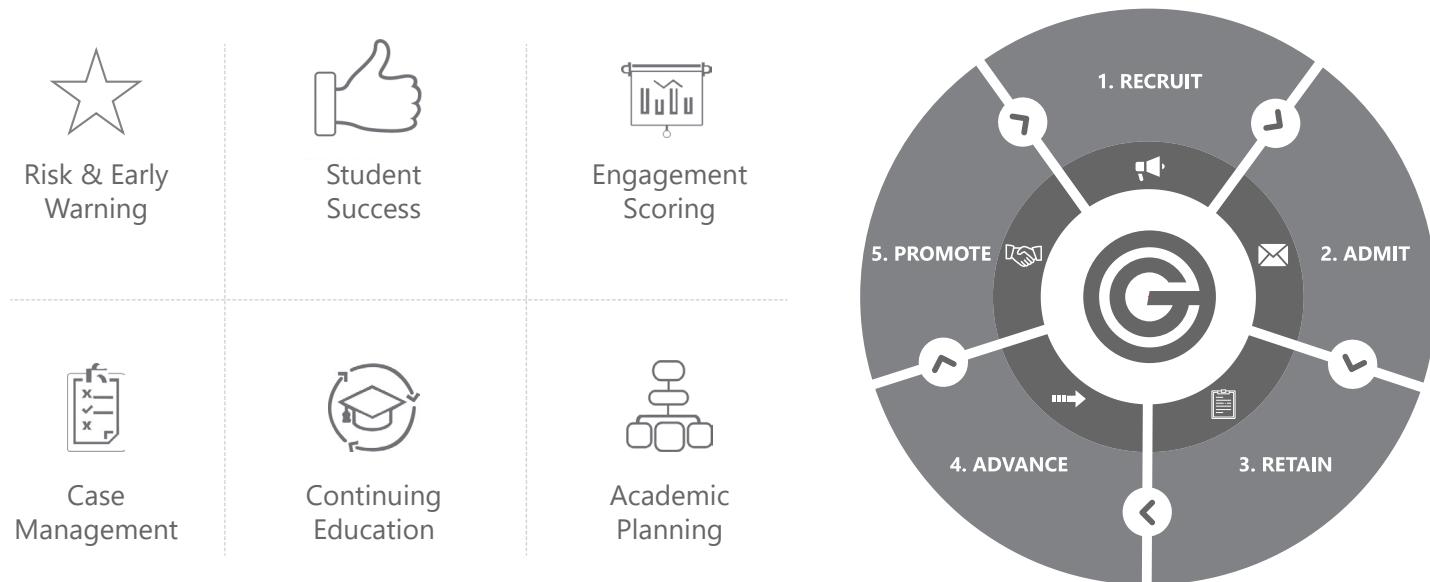 Risk & Early
Warning
Student
Success
Engagement
Scoring
Case
Management
Continuing
Education
Academic
Planning
1. RECRUIT
2. ADMIT
3. RETAIN
4. ADVANCE
5. PROMOTE